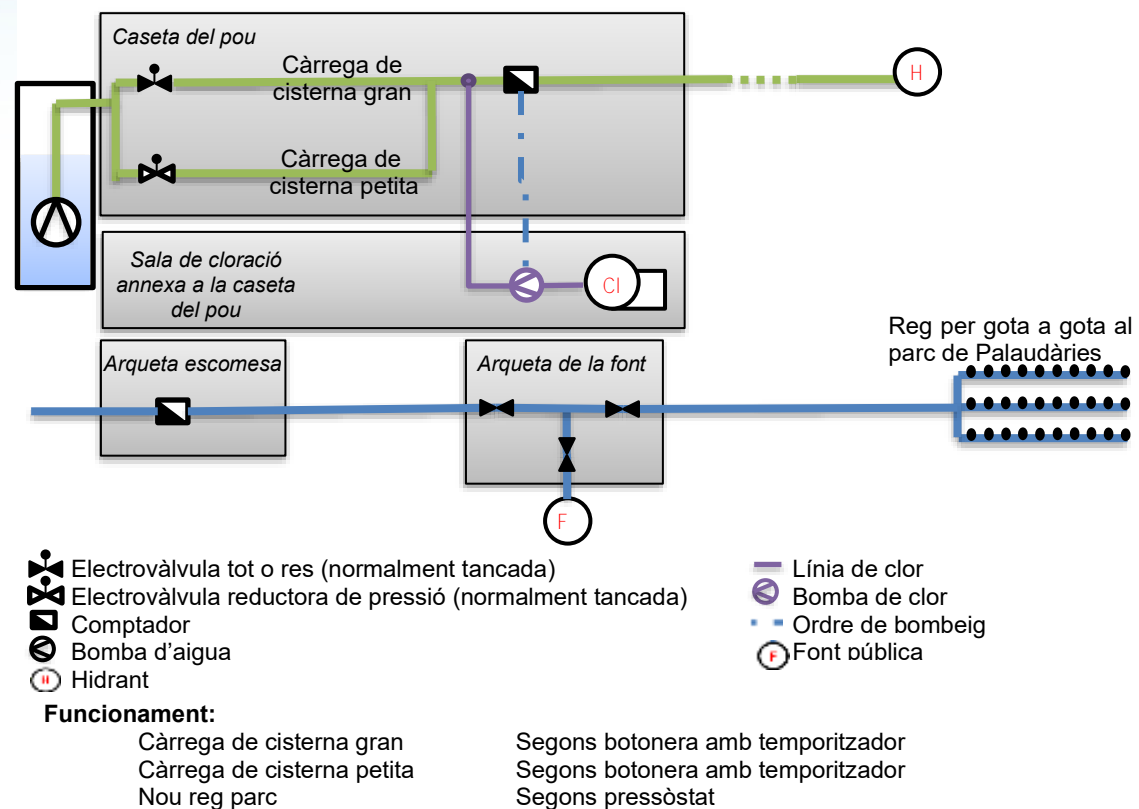 Caseta del pou
Càrrega de
cisterna gran
H
Càrrega de
cisterna petita
Sala de cloració
annexa a la caseta
del pou
Cl
Reg per gota a gota al
parc de Palaudàries
Arqueta escomesa
Arqueta de la font
F
Electrovàlvula tot o res (normalment tancada)
Electrovàlvula reductora de pressió (normalment tancada)
Comptador
Bomba d'aigua
H Hidrant
Línia de clor
Bomba de clor
Ordre de bombeig
F Font pública
Funcionament:
Càrrega de cisterna gran Segons botonera amb temporitzador
Càrrega de cisterna petita Segons botonera amb temporitzador
Nou reg parc Segons pressòstat